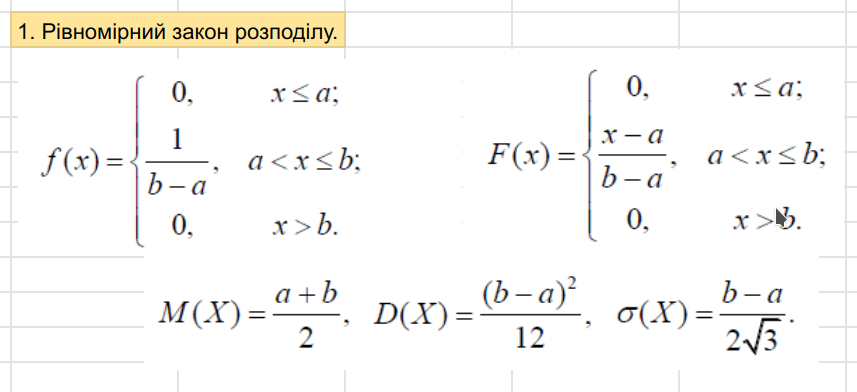 1. Рівномірний закон розподілу.
f(x) = { 0, x ≤ a; 1/(b − a), a < x ≤ b; 0, x > b.
F(x) = { 0, x ≤ a; (x − a)/(b − a), a < x ≤ b; 0, x > b.
M(X) = (a + b)/2, D(X) = (b − a)²/12, σ(X) = (b − a)/(2√3).